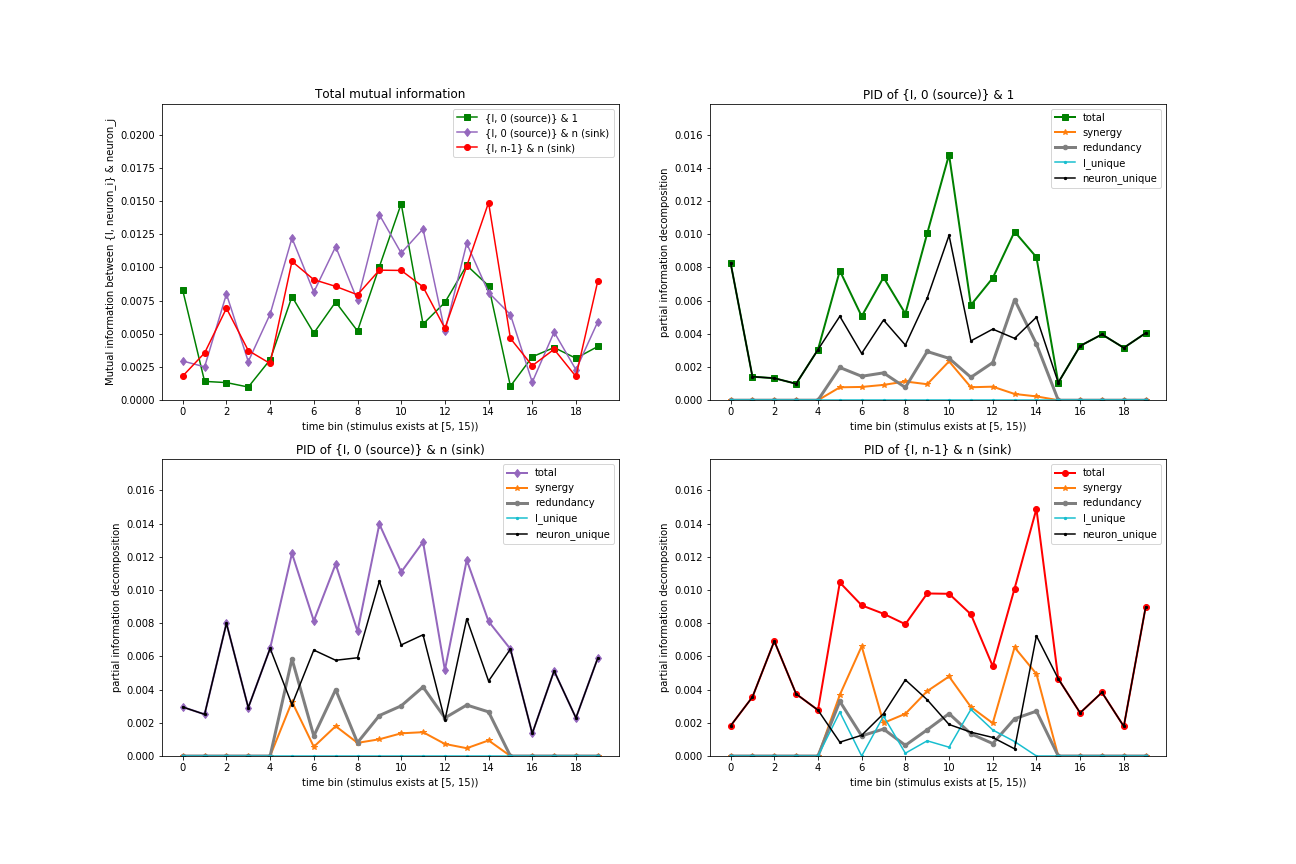 Total mutual information
Mutual information between {I, neuron_i} & neuron_j
0.0200
0.0175
0.0150
0.0125
0.0100
0.0075
0.0050
0.0025
0.0000
{I, 0 (source)} & 1
{I, 0 (source)} & n (sink)
{I, n-1} & n (sink)
0 2 4 6 8 10 12 14 16 18
time bin (stimulus exists at [5, 15))
PID of {I, 0 (source)} & 1
partial information decomposition
0.016
0.014
0.012
0.010
0.008
0.006
0.004
0.002
0.000
total
synergy
redundancy
I_unique
neuron_unique
0 2 4 6 8 10 12 14 16 18
time bin (stimulus exists at [5, 15))
PID of {I, 0 (source)} & n (sink)
partial information decomposition
0.016
0.014
0.012
0.010
0.008
0.006
0.004
0.002
0.000
total
synergy
redundancy
I_unique
neuron_unique
0 2 4 6 8 10 12 14 16 18
time bin (stimulus exists at [5, 15))
PID of {I, n-1} & n (sink)
partial information decomposition
0.016
0.014
0.012
0.010
0.008
0.006
0.004
0.002
0.000
total
synergy
redundancy
I_unique
neuron_unique
0 2 4 6 8 10 12 14 16 18
time bin (stimulus exists at [5, 15))